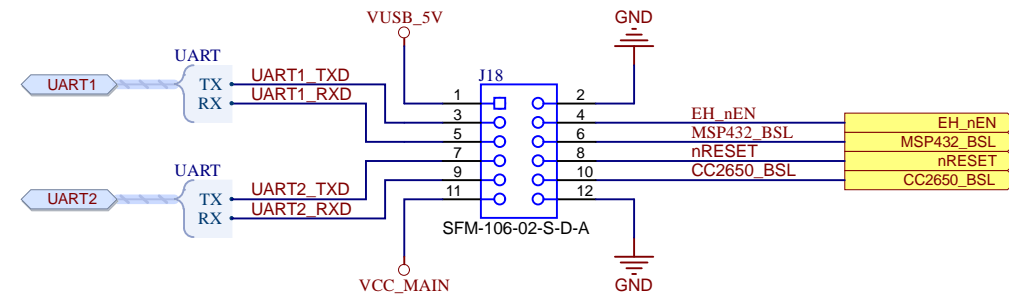 VUSB_5V
GND
UART
J18
UART1
TX
UART1_TXD
RX
UART1_RXD
1
2
3
4
EH_nEN
EH_nEN
5
6
MSP432_BSL
MSP432_BSL
7
8
nRESET
nRESET
9
10
CC2650_BSL
CC2650_BSL
11
12
UART
UART2
TX
UART2_TXD
RX
UART2_RXD
SFM-106-02-S-D-A
VCC_MAIN
GND